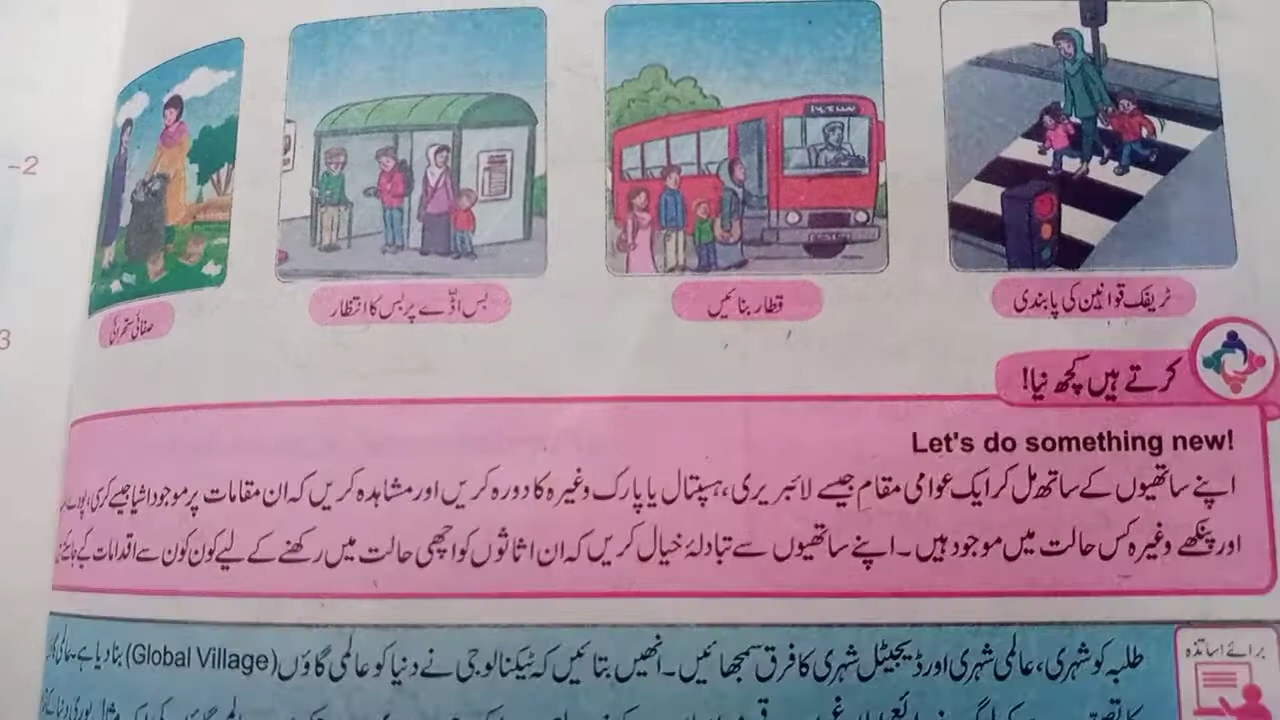 -2
3
ٹریفک قوانین کی پابندی
قطار بنائیں
بس اڈّے پر بس کا انتظار
صفائی ستھرائی
کرتے ہیں کچھ نیا!
Let's do something new!
اپنے ساتھیوں کے ساتھ مل کر ایک عوامی مقام جیسے لائبریری، ہسپتال یا پارک وغیرہ کا دورہ کریں اور مشاہدہ کریں کہ ان مقامات پر موجود اشیا جیسے کرسی،
اور پنکھے وغیرہ کس حالت میں موجود ہیں۔ اپنے ساتھیوں سے تبادلۂ خیال کریں کہ ان اثاثوں کو اچھی حالت میں رکھنے کے لیے کون کون سے اقدامات کیے
برائے اساتذہ
طلبہ کو شہری، عالمی شہری اور ڈیجیٹل شہری کا فرق سمجھائیں۔ انھیں بتائیں کہ ٹیکنالوجی نے دنیا کو عالمی گاؤں (Global Village) بنا دیا ہے۔